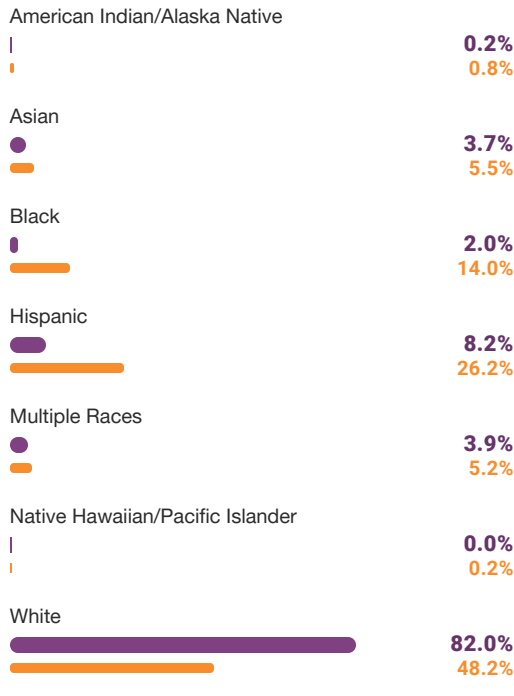 American Indian/Alaska Native
0.2%
0.8%
Asian
3.7%
5.5%
Black
2.0%
14.0%
Hispanic
8.2%
26.2%
Multiple Races
3.9%
5.2%
Native Hawaiian/Pacific Islander
0.0%
0.2%
White
82.0%
48.2%